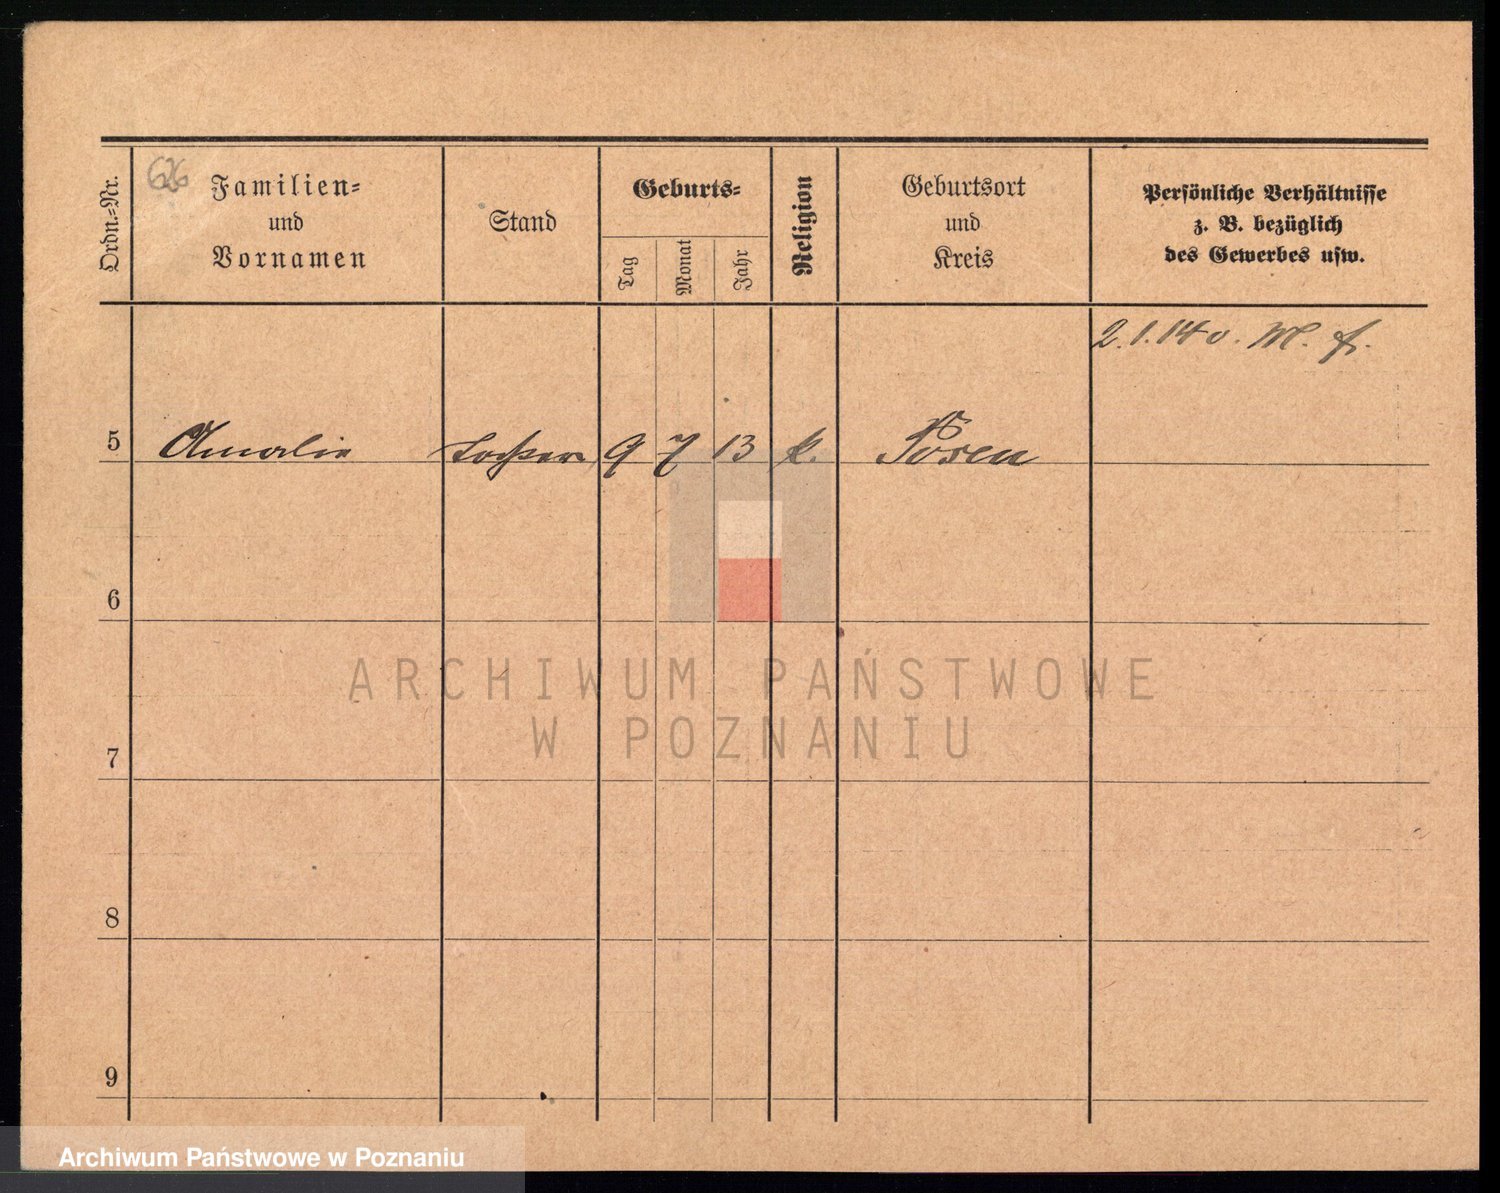 Ordn.-Nr.
626
Familien-
und
Vornamen
Stand
Geburts-
Tag
Monat
Jahr
Religion
Geburtsort
und
Kreis
Persönliche Verhältnisse
z. B. bezüglich
des Gewerbes usw.
2. 1. 14 v. M. f.
5 Amalie Tochter 9 7 13 k. Posen
6
7
8
9
ARCHIWUM PAŃSTWOWE
W POZNANIU
Archiwum Państwowe w Poznaniu